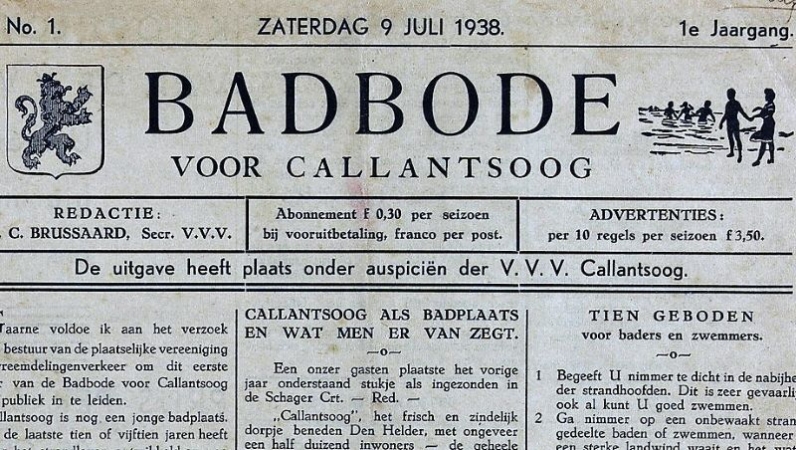 No. 1.
ZATERDAG 9 JULI 1938.
1e Jaargang.
BADBODE
VOOR CALLANTSOOG
REDACTIE:
. C. BRUSSAARD, Secr. V.V.V.
Abonnement f 0,30 per seizoen
bij vooruitbetaling, franco per post.
ADVERTENTIES:
per 10 regels per seizoen f 3,50.
De uitgave heeft plaats onder auspiciën der V. V. V. Callantsoog.
aarne voldoe ik aan het verzoek
bestuur van de plaatselijke vereeniging
reemdelingenverkeer om dit eerste
van de Badbode voor Callantsoog
publiek in te leiden.
llantsoog is nog een jonge badplaats.
de laatste tien of vijftien jaren heeft
CALLANTSOOG ALS BADPLAATS
EN WAT MEN ER VAN ZEGT.
—o—
Een onzer gasten plaatste het vorige
jaar onderstaand stukje als ingezonden in
de Schager Crt. — Red. —
„Callantsoog", het frisch en zindelijk
dorpje beneden Den Helder, met ongeveer
een half duizend inwoners — de geheele
TIEN GEBODEN
voor baders en zwemmers.
—o—
1 Begeeft U nimmer te dicht in de nabijhe
der strandhoofden. Dit is zeer gevaarlij
ook al kunt U goed zwemmen.
2 Ga nimmer op een onbewaakt stran
gedeelte baden of zwemmen, wanneer
een sterke landwind waait en het wat